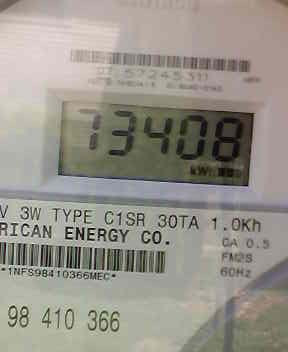 73408
kWh
V 3W TYPE C1SR 30TA 1.0Kh
RICAN ENERGY CO.
CA 0.5
FM2S
60Hz
*1NFS98410366MEC*
98 410 366